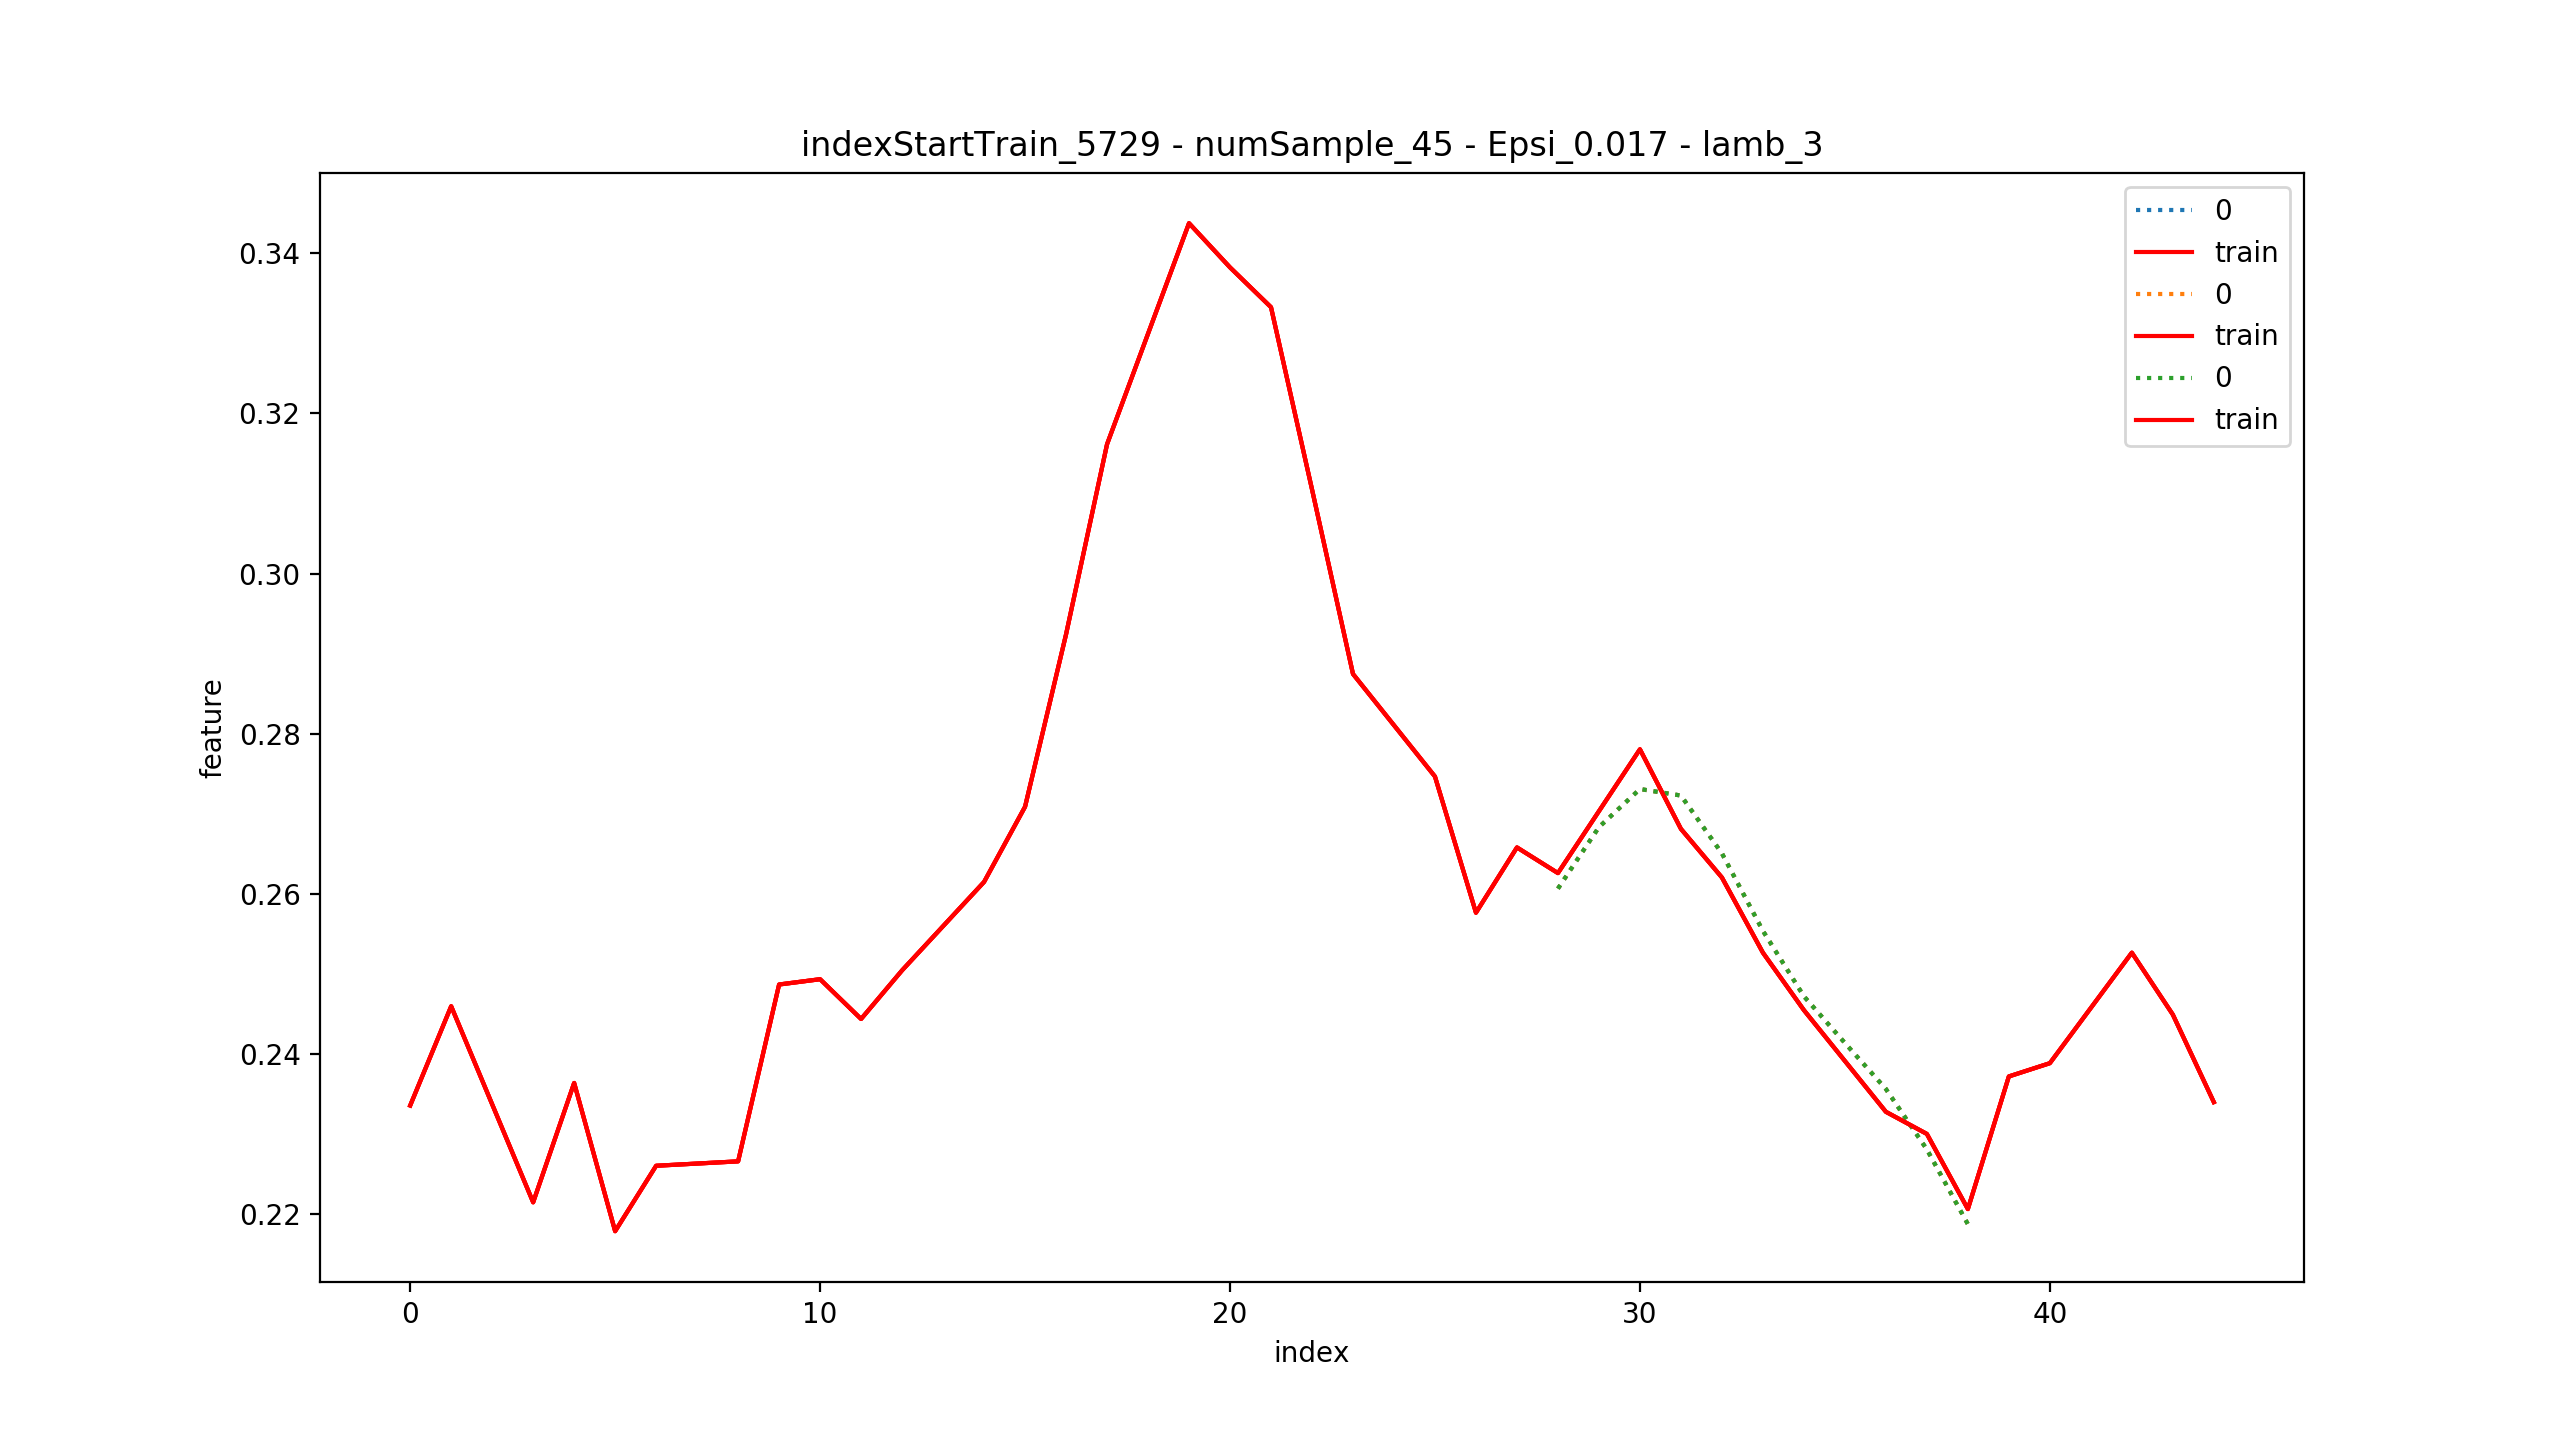 indexStartTrain_5729 - numSample_45 - Epsi_0.017 - lamb_3
0
train
0
train
0
train
0.34
0.32
0.30
0.28
0.26
0.24
0.22
feature
0 10 20 30 40
index